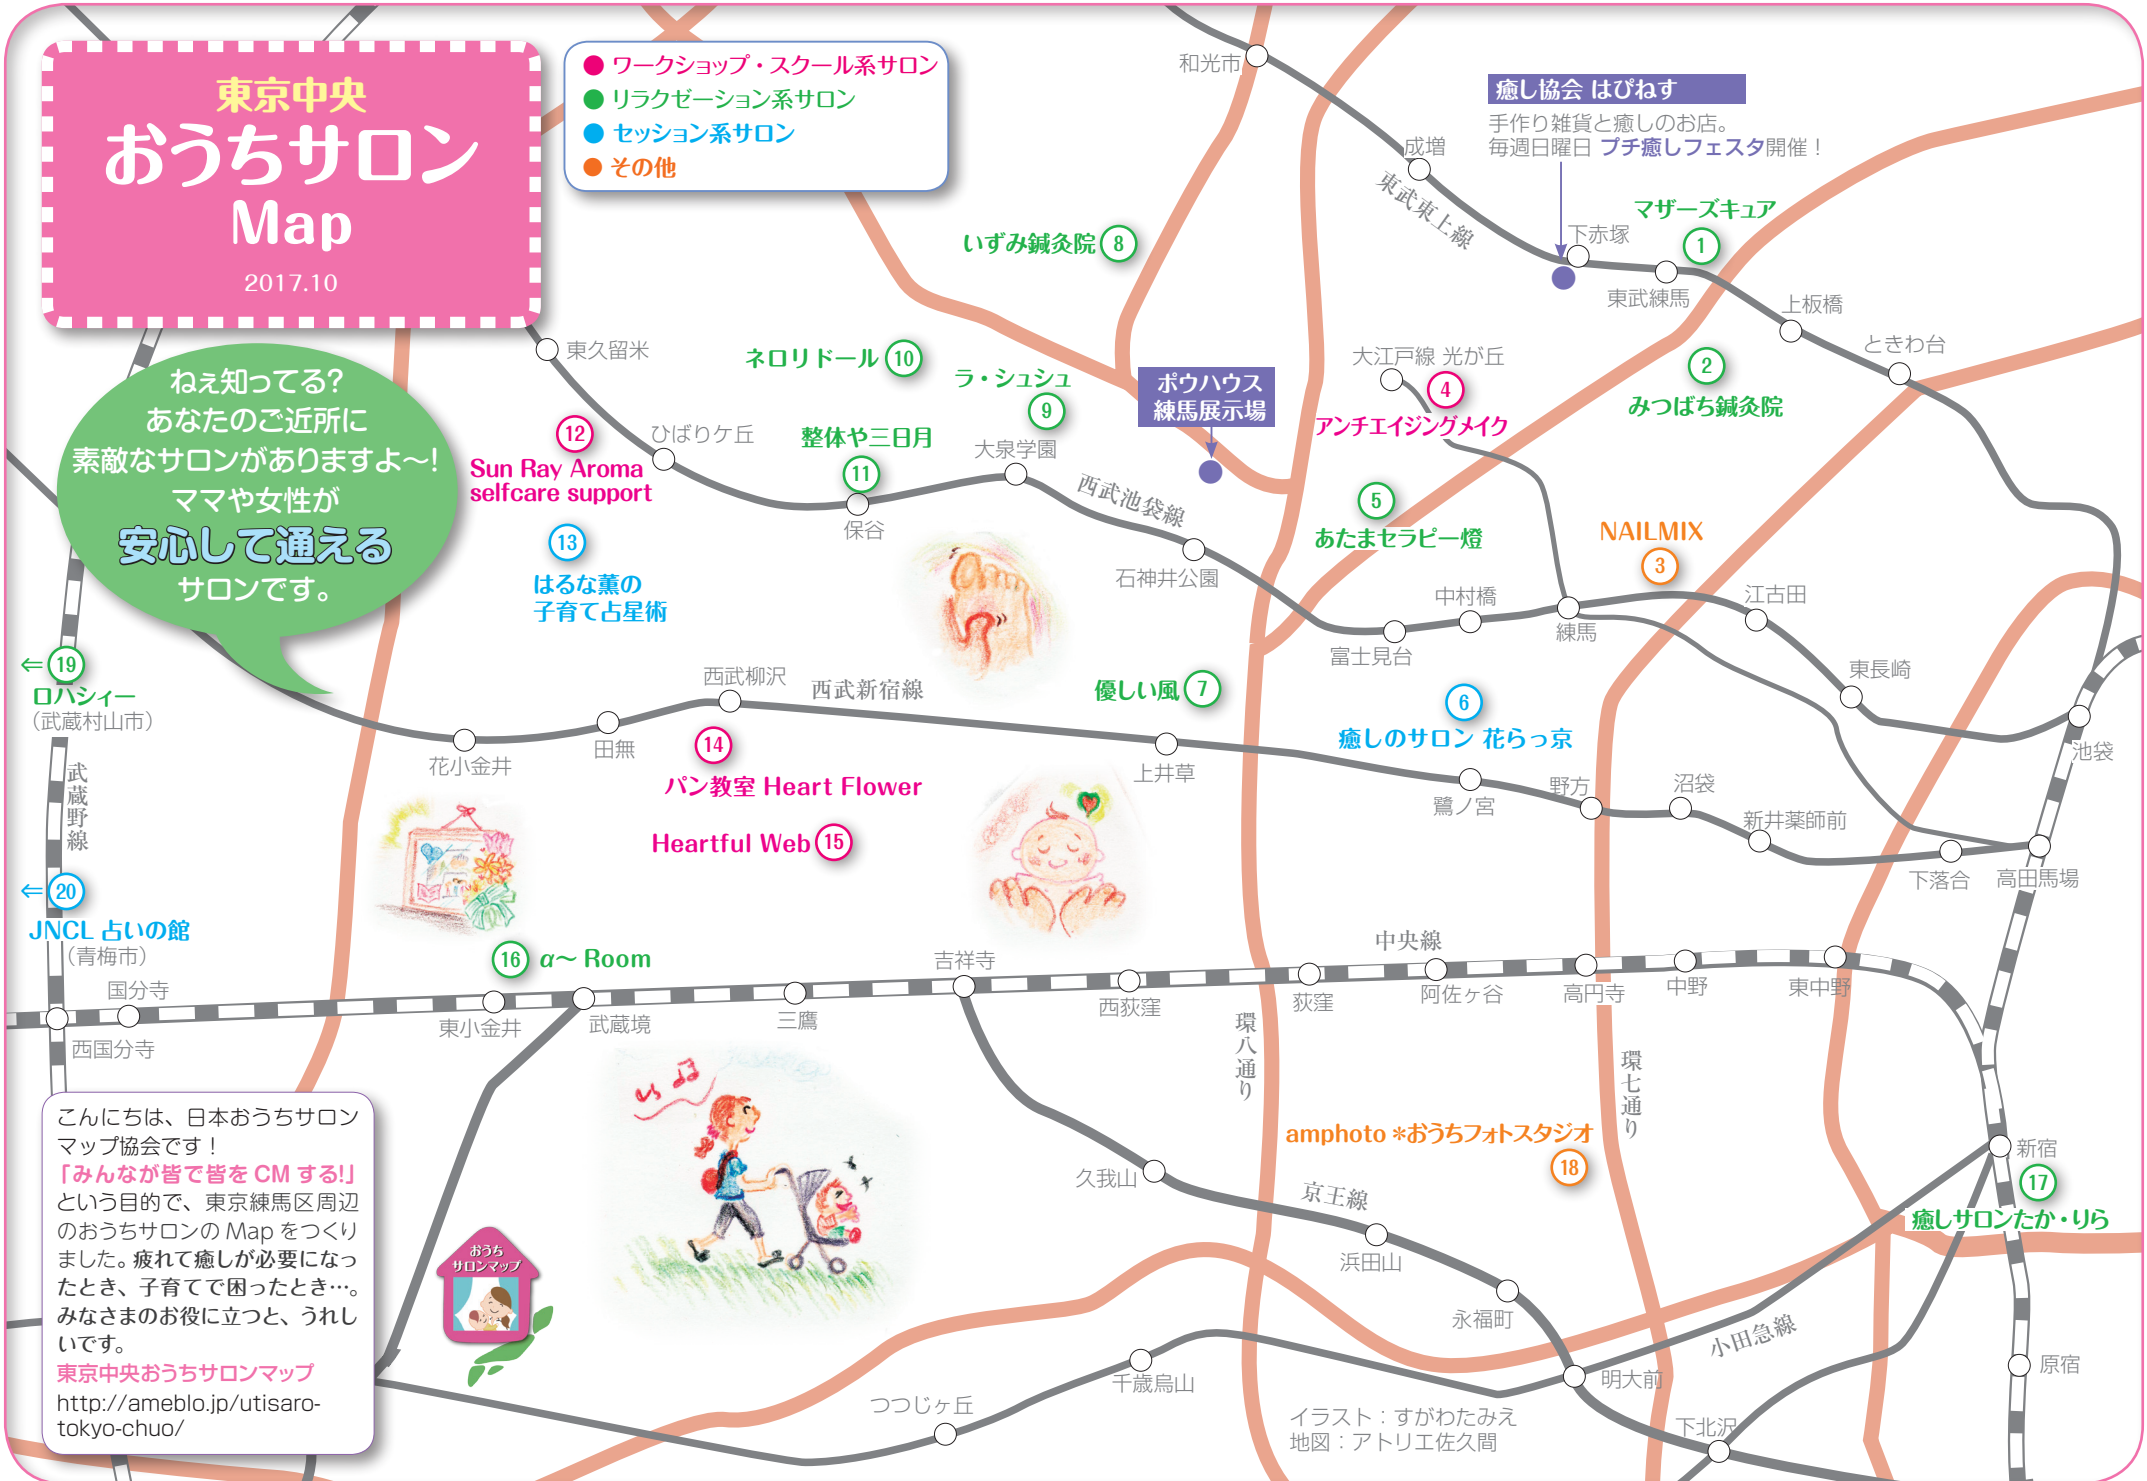 東京中央
おうちサロン
Map
2017.10
ワークショップ・スクール系サロン
リラクゼーション系サロン
セッション系サロン
その他
ねぇ知ってる?
あなたのご近所に
素敵なサロンがありますよ〜!
ママや女性が
安心して通える
サロンです。
癒し協会 はぴねす
手作り雑貨と癒しのお店。
毎週日曜日 プチ癒しフェスタ開催!
和光市
成増
東武東上線
下赤塚
マザーズキュア
1
東武練馬
上板橋
ときわ台
いずみ鍼灸院 8
東久留米
ネロリドール 10
ラ・シュシュ
9
ポウハウス
練馬展示場
大江戸線 光が丘
4
アンチエイジングメイク
2
みつばち鍼灸院
12
Sun Ray Aroma
selfcare support
ひばりケ丘
整体や三日月
11
保谷
大泉学園
西武池袋線
石神井公園
5
あたまセラピー燈
NAILMIX
3
13
はるな薫の
子育て占星術
富士見台
中村橋
練馬
江古田
東長崎
池袋
⇐ 19
ロハシィー
(武蔵村山市)
武蔵野線
西武柳沢
西武新宿線
優しい風 7
6
癒しのサロン 花らっ京
花小金井
田無
14
パン教室 Heart Flower
上井草
鷺ノ宮
野方
沼袋
新井薬師前
下落合
高田馬場
Heartful Web 15
⇐ 20
JNCL 占いの館
(青梅市)
16 α〜 Room
国分寺
西国分寺
東小金井
武蔵境
三鷹
吉祥寺
西荻窪
荻窪
中央線
阿佐ヶ谷
高円寺
中野
東中野
環八通り
環七通り
amphoto *おうちフォトスタジオ
18
新宿
17
癒しサロンたか・りら
久我山
京王線
浜田山
永福町
明大前
小田急線
原宿
下北沢
千歳烏山
つつじヶ丘
おうち
サロンマップ
こんにちは、日本おうちサロン
マップ協会です!
「みんなが皆で皆を CM する!」
という目的で、東京練馬区周辺
のおうちサロンの Map をつくり
ました。疲れて癒しが必要になっ
たとき、子育てで困ったとき…。
みなさまのお役に立つと、うれし
いです。
東京中央おうちサロンマップ
http://ameblo.jp/utisaro-
tokyo-chuo/
イラスト:すがわたみえ
地図:アトリエ佐久間